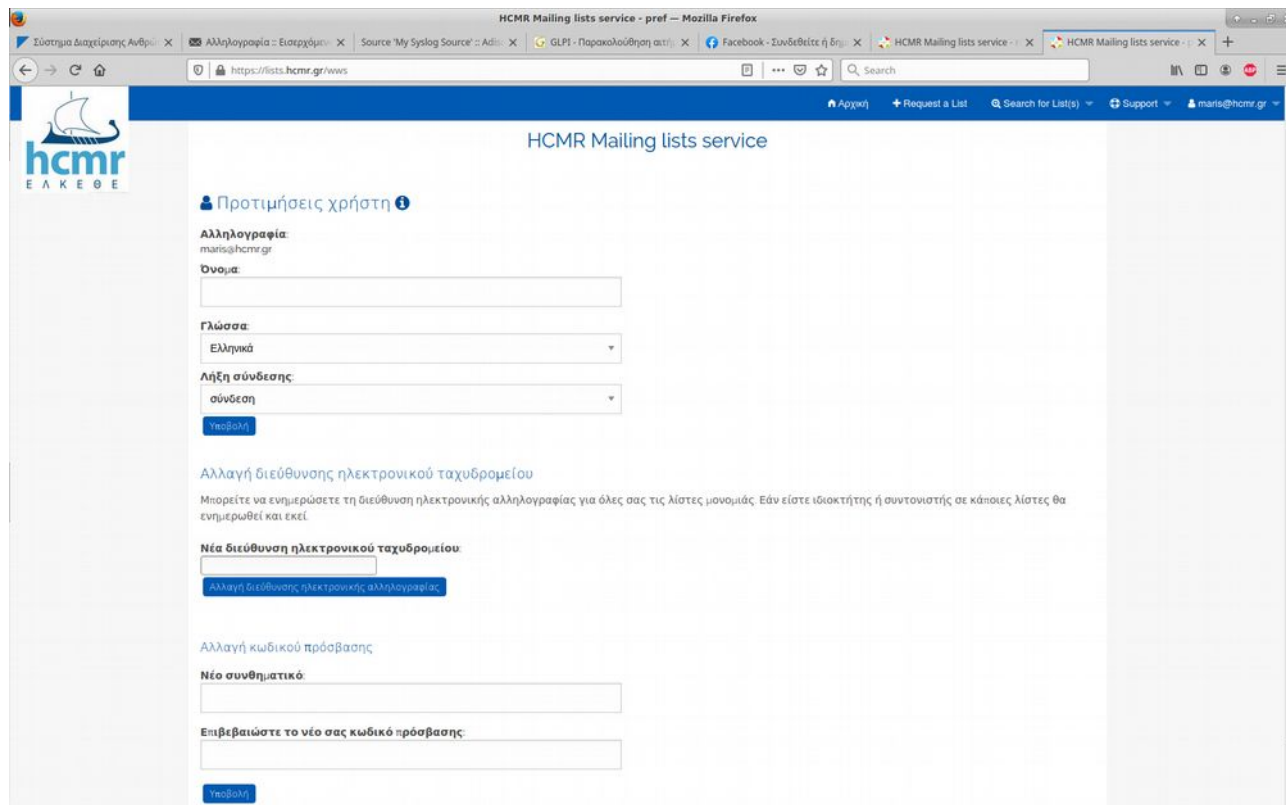 HCMR Mailing lists service - pref — Mozilla Firefox
Σύστημα Διαχείρισης Ανθρώ
Αλληλογραφία :: Εισερχόμεν
Source 'My Syslog Source' :: Adis
GLPI - Παρακολούθηση αιτή
Facebook - Συνδεθείτε ή δη
HCMR Mailing lists service -
HCMR Mailing lists service -
https://lists.hcmr.gr/wws
Search
Αρχική
Request a List
Search for List(s)
Support
maris@hcmr.gr
hcmr
ΕΛΚΕΘΕ
HCMR Mailing lists service
Προτιμήσεις χρήστη
Αλληλογραφία:
maris@hcmr.gr
Όνομα:
Γλώσσα:
Ελληνικά
Λήξη σύνδεσης:
σύνδεση
Υποβολή
Αλλαγή διεύθυνσης ηλεκτρονικού ταχυδρομείου
Μπορείτε να ενημερώσετε τη διεύθυνση ηλεκτρονικής αλληλογραφίας για όλες σας τις λίστες μονομιάς. Εάν είστε ιδιοκτήτης ή συντονιστής σε κάποιες λίστες θα
ενημερωθεί και εκεί.
Νέα διεύθυνση ηλεκτρονικού ταχυδρομείου:
Αλλαγή διεύθυνσης ηλεκτρονικής αλληλογραφίας
Αλλαγή κωδικού πρόσβασης
Νέο συνθηματικό:
Επιβεβαιώστε το νέο σας κωδικό πρόσβασης:
Υποβολή